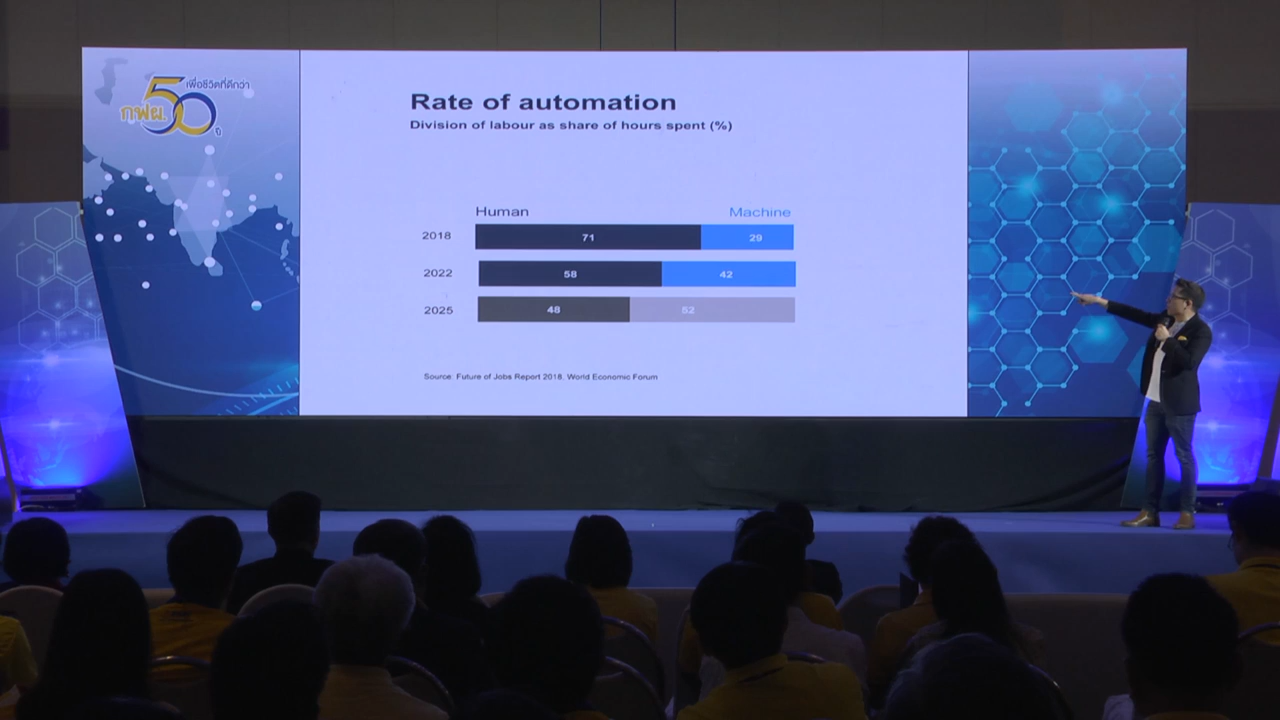 เพื่อชีวิตที่ดีกว่า
กฟผ. 50 ปี
Rate of automation
Division of labour as share of hours spent (%)
Human Machine
2018 71 29
2022 58 42
2025 48 52
Source: Future of Jobs Report 2018, World Economic Forum